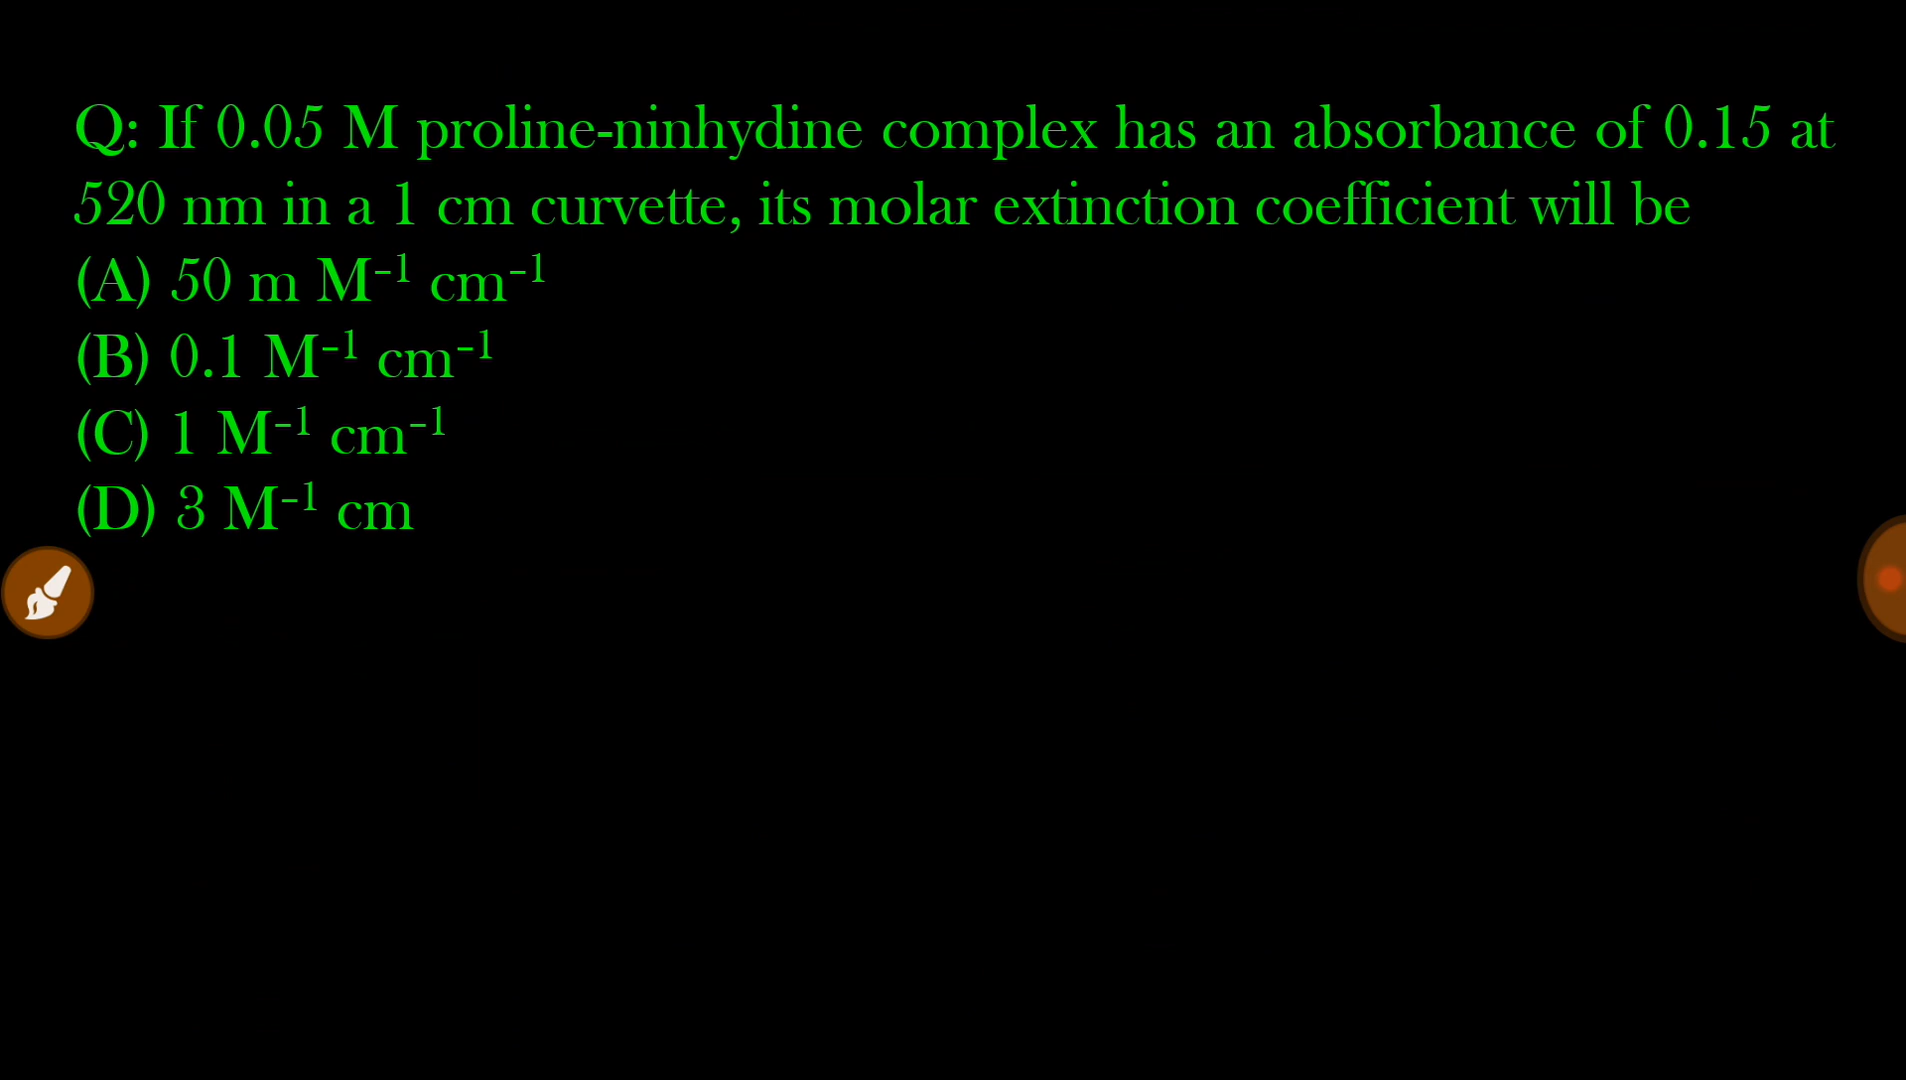 Q: If 0.05 M proline-ninhydine complex has an absorbance of 0.15 at
520 nm in a 1 cm curvette, its molar extinction coefficient will be
(A) 50 m M⁻¹ cm⁻¹
(B) 0.1 M⁻¹ cm⁻¹
(C) 1 M⁻¹ cm⁻¹
(D) 3 M⁻¹ cm